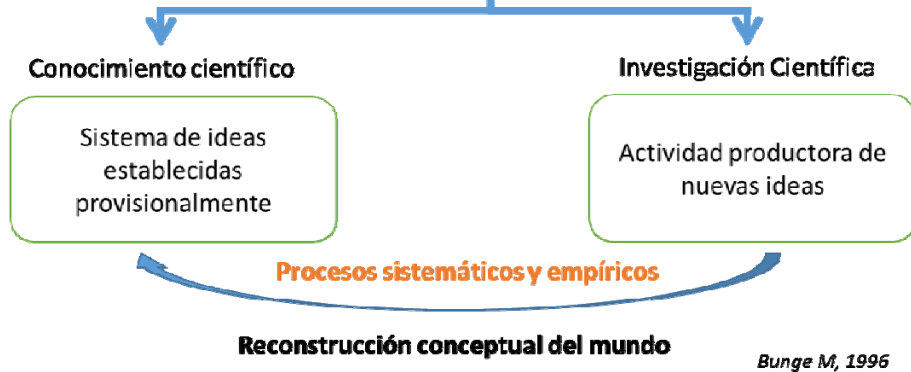 Conocimiento científico
Investigación Científica
Sistema de ideas
establecidas
provisionalmente
Actividad productora de
nuevas ideas
Procesos sistemáticos y empíricos
Reconstrucción conceptual del mundo
Bunge M, 1996